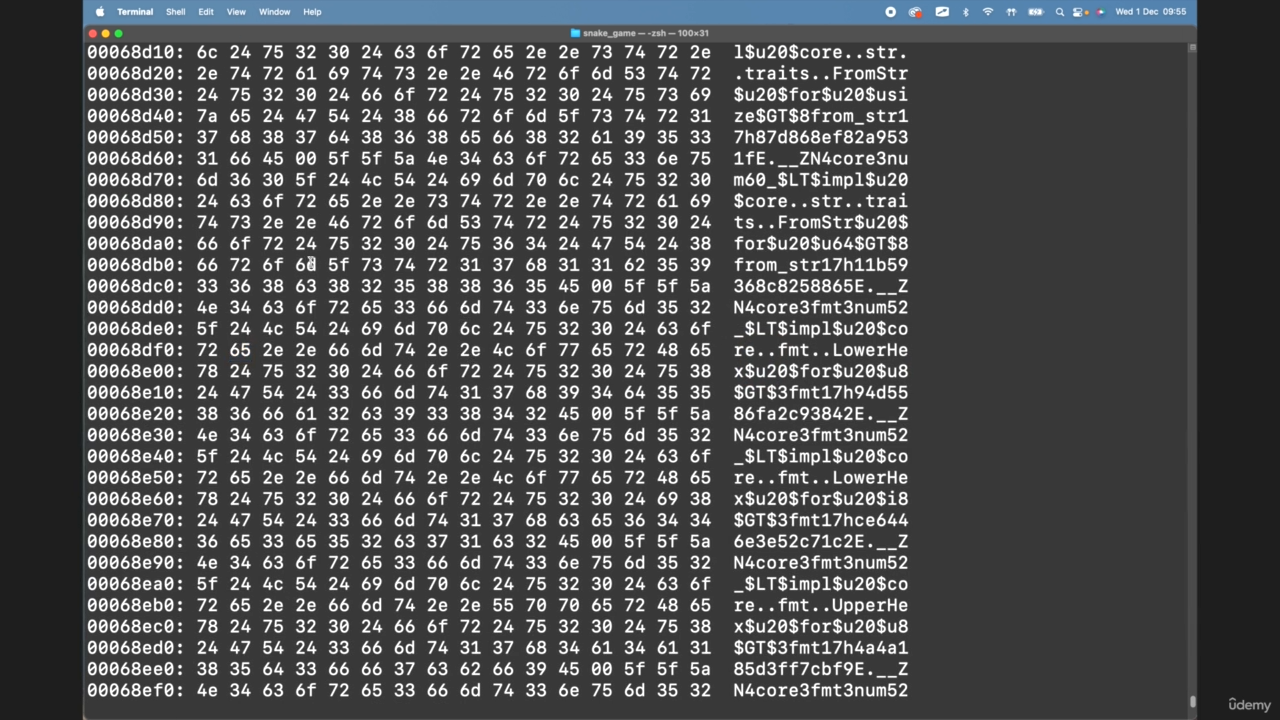 Terminal Shell Edit View Window Help Wed 1 Dec 09:55
snake_game — -zsh — 100×31
00068d10: 6c 24 75 32 30 24 63 6f 72 65 2e 2e 73 74 72 2e l$u20$core..str.
00068d20: 2e 74 72 61 69 74 73 2e 2e 46 72 6f 6d 53 74 72 .traits..FromStr
00068d30: 24 75 32 30 24 66 6f 72 24 75 32 30 24 75 73 69 $u20$for$u20$usi
00068d40: 7a 65 24 47 54 24 38 66 72 6f 6d 5f 73 74 72 31 ze$GT$8from_str1
00068d50: 37 68 38 37 64 38 36 38 65 66 38 32 61 39 35 33 7h87d868ef82a953
00068d60: 31 66 45 00 5f 5f 5a 4e 34 63 6f 72 65 33 6e 75 1fE.__ZN4core3nu
00068d70: 6d 36 30 5f 24 4c 54 24 69 6d 70 6c 24 75 32 30 m60_$LT$impl$u20
00068d80: 24 63 6f 72 65 2e 2e 73 74 72 2e 2e 74 72 61 69 $core..str..trai
00068d90: 74 73 2e 2e 46 72 6f 6d 53 74 72 24 75 32 30 24 ts..FromStr$u20$
00068da0: 66 6f 72 24 75 32 30 24 75 36 34 24 47 54 24 38 for$u20$u64$GT$8
00068db0: 66 72 6f 6d 5f 73 74 72 31 37 68 31 31 62 35 39 from_str17h11b59
00068dc0: 33 36 38 63 38 32 35 38 38 36 35 45 00 5f 5f 5a 368c8258865E.__Z
00068dd0: 4e 34 63 6f 72 65 33 66 6d 74 33 6e 75 6d 35 32 N4core3fmt3num52
00068de0: 5f 24 4c 54 24 69 6d 70 6c 24 75 32 30 24 63 6f _$LT$impl$u20$co
00068df0: 72 65 2e 2e 66 6d 74 2e 2e 4c 6f 77 65 72 48 65 re..fmt..LowerHe
00068e00: 78 24 75 32 30 24 66 6f 72 24 75 32 30 24 75 38 x$u20$for$u20$u8
00068e10: 24 47 54 24 33 66 6d 74 31 37 68 39 34 64 35 35 $GT$3fmt17h94d55
00068e20: 38 36 66 61 32 63 39 33 38 34 32 45 00 5f 5f 5a 86fa2c93842E.__Z
00068e30: 4e 34 63 6f 72 65 33 66 6d 74 33 6e 75 6d 35 32 N4core3fmt3num52
00068e40: 5f 24 4c 54 24 69 6d 70 6c 24 75 32 30 24 63 6f _$LT$impl$u20$co
00068e50: 72 65 2e 2e 66 6d 74 2e 2e 4c 6f 77 65 72 48 65 re..fmt..LowerHe
00068e60: 78 24 75 32 30 24 66 6f 72 24 75 32 30 24 69 38 x$u20$for$u20$i8
00068e70: 24 47 54 24 33 66 6d 74 31 37 68 63 65 36 34 34 $GT$3fmt17hce644
00068e80: 36 65 33 65 35 32 63 37 31 63 32 45 00 5f 5f 5a 6e3e52c71c2E.__Z
00068e90: 4e 34 63 6f 72 65 33 66 6d 74 33 6e 75 6d 35 32 N4core3fmt3num52
00068ea0: 5f 24 4c 54 24 69 6d 70 6c 24 75 32 30 24 63 6f _$LT$impl$u20$co
00068eb0: 72 65 2e 2e 66 6d 74 2e 2e 55 70 70 65 72 48 65 re..fmt..UpperHe
00068ec0: 78 24 75 32 30 24 66 6f 72 24 75 32 30 24 75 38 x$u20$for$u20$u8
00068ed0: 24 47 54 24 33 66 6d 74 31 37 68 34 61 34 61 31 $GT$3fmt17h4a4a1
00068ee0: 38 35 64 33 66 66 37 63 62 66 39 45 00 5f 5f 5a 85d3ff7cbf9E.__Z
00068ef0: 4e 34 63 6f 72 65 33 66 6d 74 33 6e 75 6d 35 32 N4core3fmt3num52
ûdemy